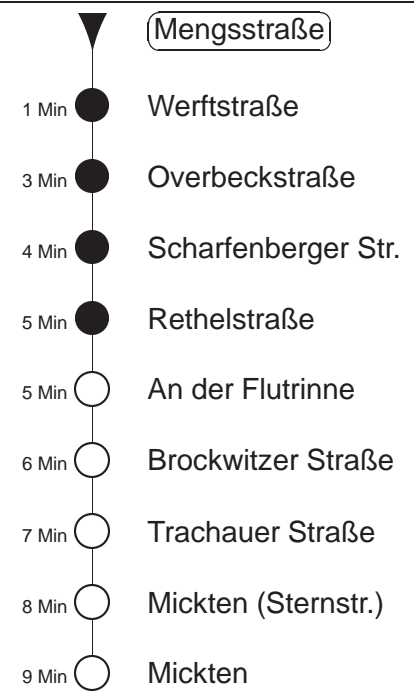 Mengsstraße
1 Min Werftstraße
3 Min Overbeckstraße
4 Min Scharfenberger Str.
5 Min Rethelstraße
5 Min An der Flutrinne
6 Min Brockwitzer Straße
7 Min Trachauer Straße
8 Min Mickten (Sternstr.)
9 Min Mickten